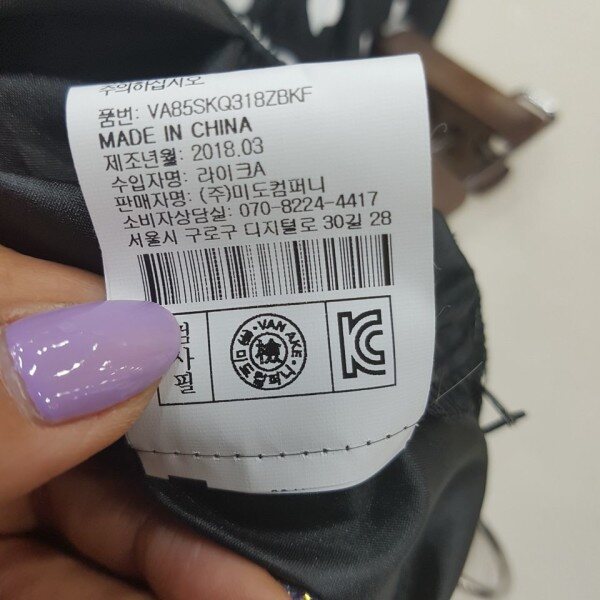 주의하십시오
품번: VA85SKQ318ZBKF
MADE IN CHINA
제조년월: 2018.03
수입자명: 라이크A
판매자명: (주)미도컴퍼니
소비자상담실: 070-8224-4417
서울시 구로구 디지털로 30길 28
검사필
VAN AKE
檢
(주)미도컴퍼니
KC